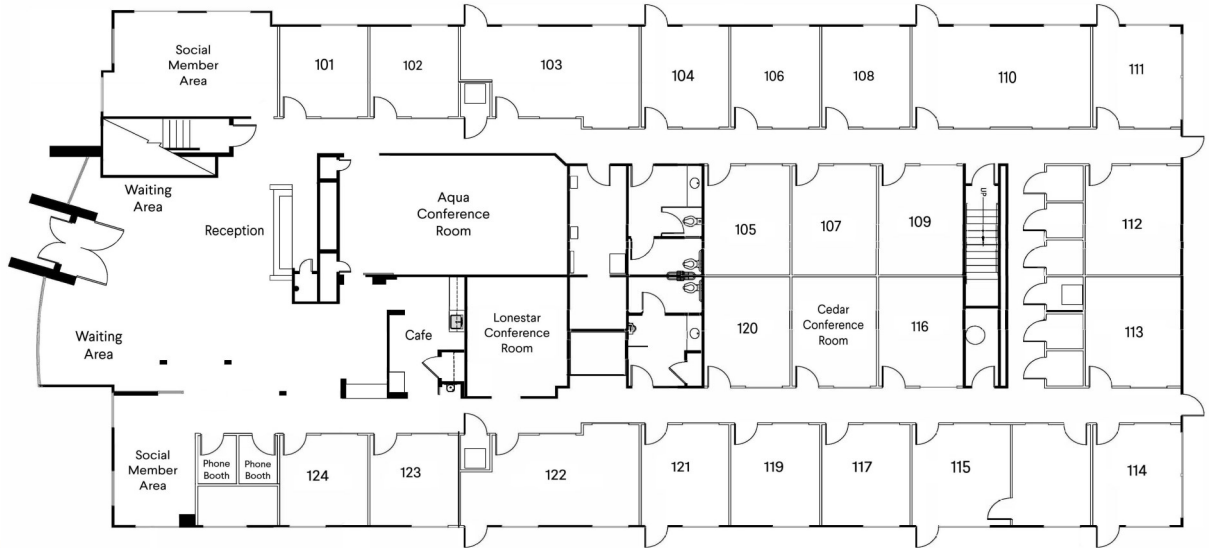 Social
Member
Area
101
102
103
104
106
108
110
111
Waiting
Area
Reception
Aqua
Conference
Room
105
107
109
UP
112
Waiting
Area
Cafe
Lonestar
Conference
Room
120
Cedar
Conference
Room
116
113
Social
Member
Area
Phone
Booth
Phone
Booth
124
123
122
121
119
117
115
114